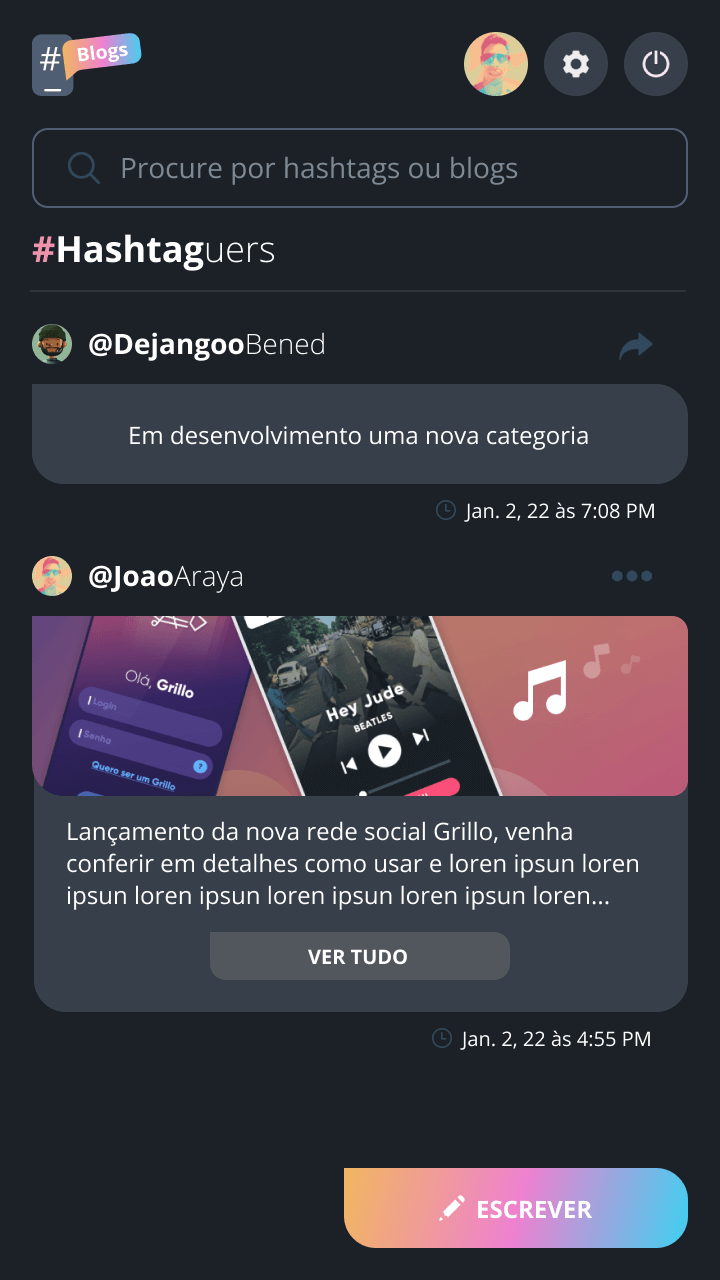 # Blogs
Procure por hashtags ou blogs
#Hashtaguers
@DejangooBened
Em desenvolvimento uma nova categoria
Jan. 2, 22 às 7:08 PM
@JoaoAraya
Olá, Grillo
Login
Senha
?
Quero ser um Grillo
Hey Jude
BEATLES
Lançamento da nova rede social Grillo, venha
conferir em detalhes como usar e loren ipsun loren
ipsun loren ipsun loren ipsun loren ipsun loren...
VER TUDO
Jan. 2, 22 às 4:55 PM
ESCREVER